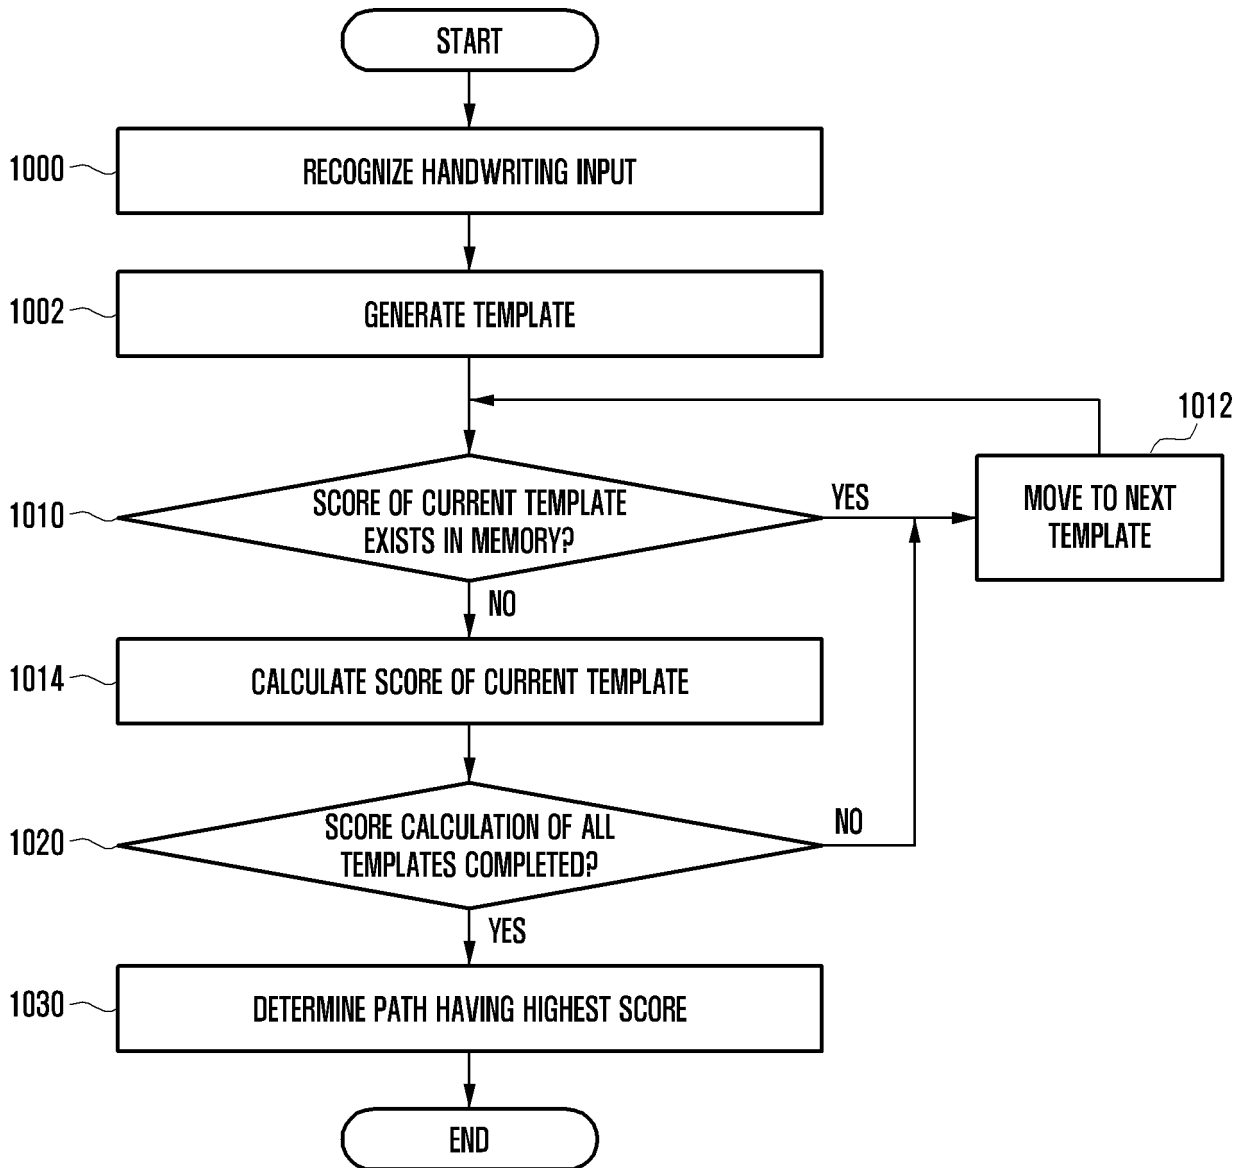 START
1000
RECOGNIZE HANDWRITING INPUT
1002
GENERATE TEMPLATE
1012
1010
SCORE OF CURRENT TEMPLATE
EXISTS IN MEMORY?
YES
MOVE TO NEXT
TEMPLATE
NO
1014
CALCULATE SCORE OF CURRENT TEMPLATE
1020
SCORE CALCULATION OF ALL
TEMPLATES COMPLETED?
NO
YES
1030
DETERMINE PATH HAVING HIGHEST SCORE
END